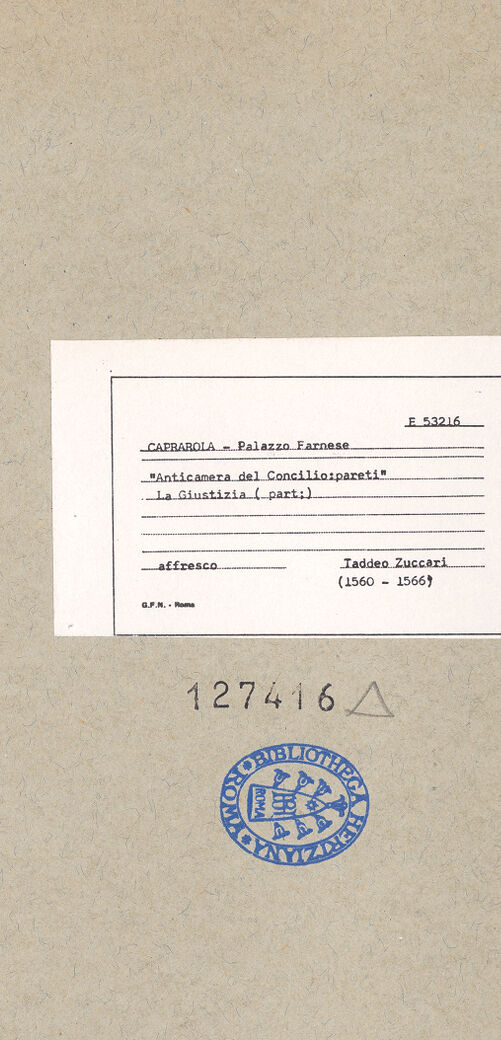 E 53216
CAPRAROLA - Palazzo Farnese
"Anticamera del Concilio:pareti"
La Giustizia ( part;)
affresco
Taddeo Zuccari
(1560 - 1566)
G.F.N. - Roma
127416
BIBLIOTHECA HERTZIANA * ROMA *
ROMA